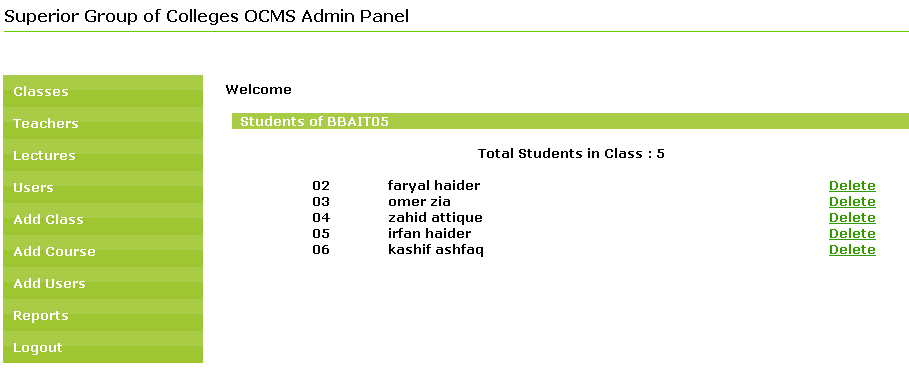 Superior Group of Colleges OCMS Admin Panel
Classes
Teachers
Lectures
Users
Add Class
Add Course
Add Users
Reports
Logout
Welcome
Students of BBAIT05
Total Students in Class : 5
02 faryal haider Delete
03 omer zia Delete
04 zahid attique Delete
05 irfan haider Delete
06 kashif ashfaq Delete